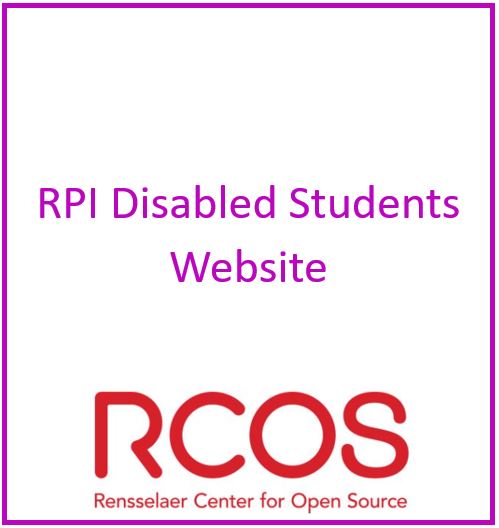 RPI Disabled Students
Website
RCOS
Rensselaer Center for Open Source